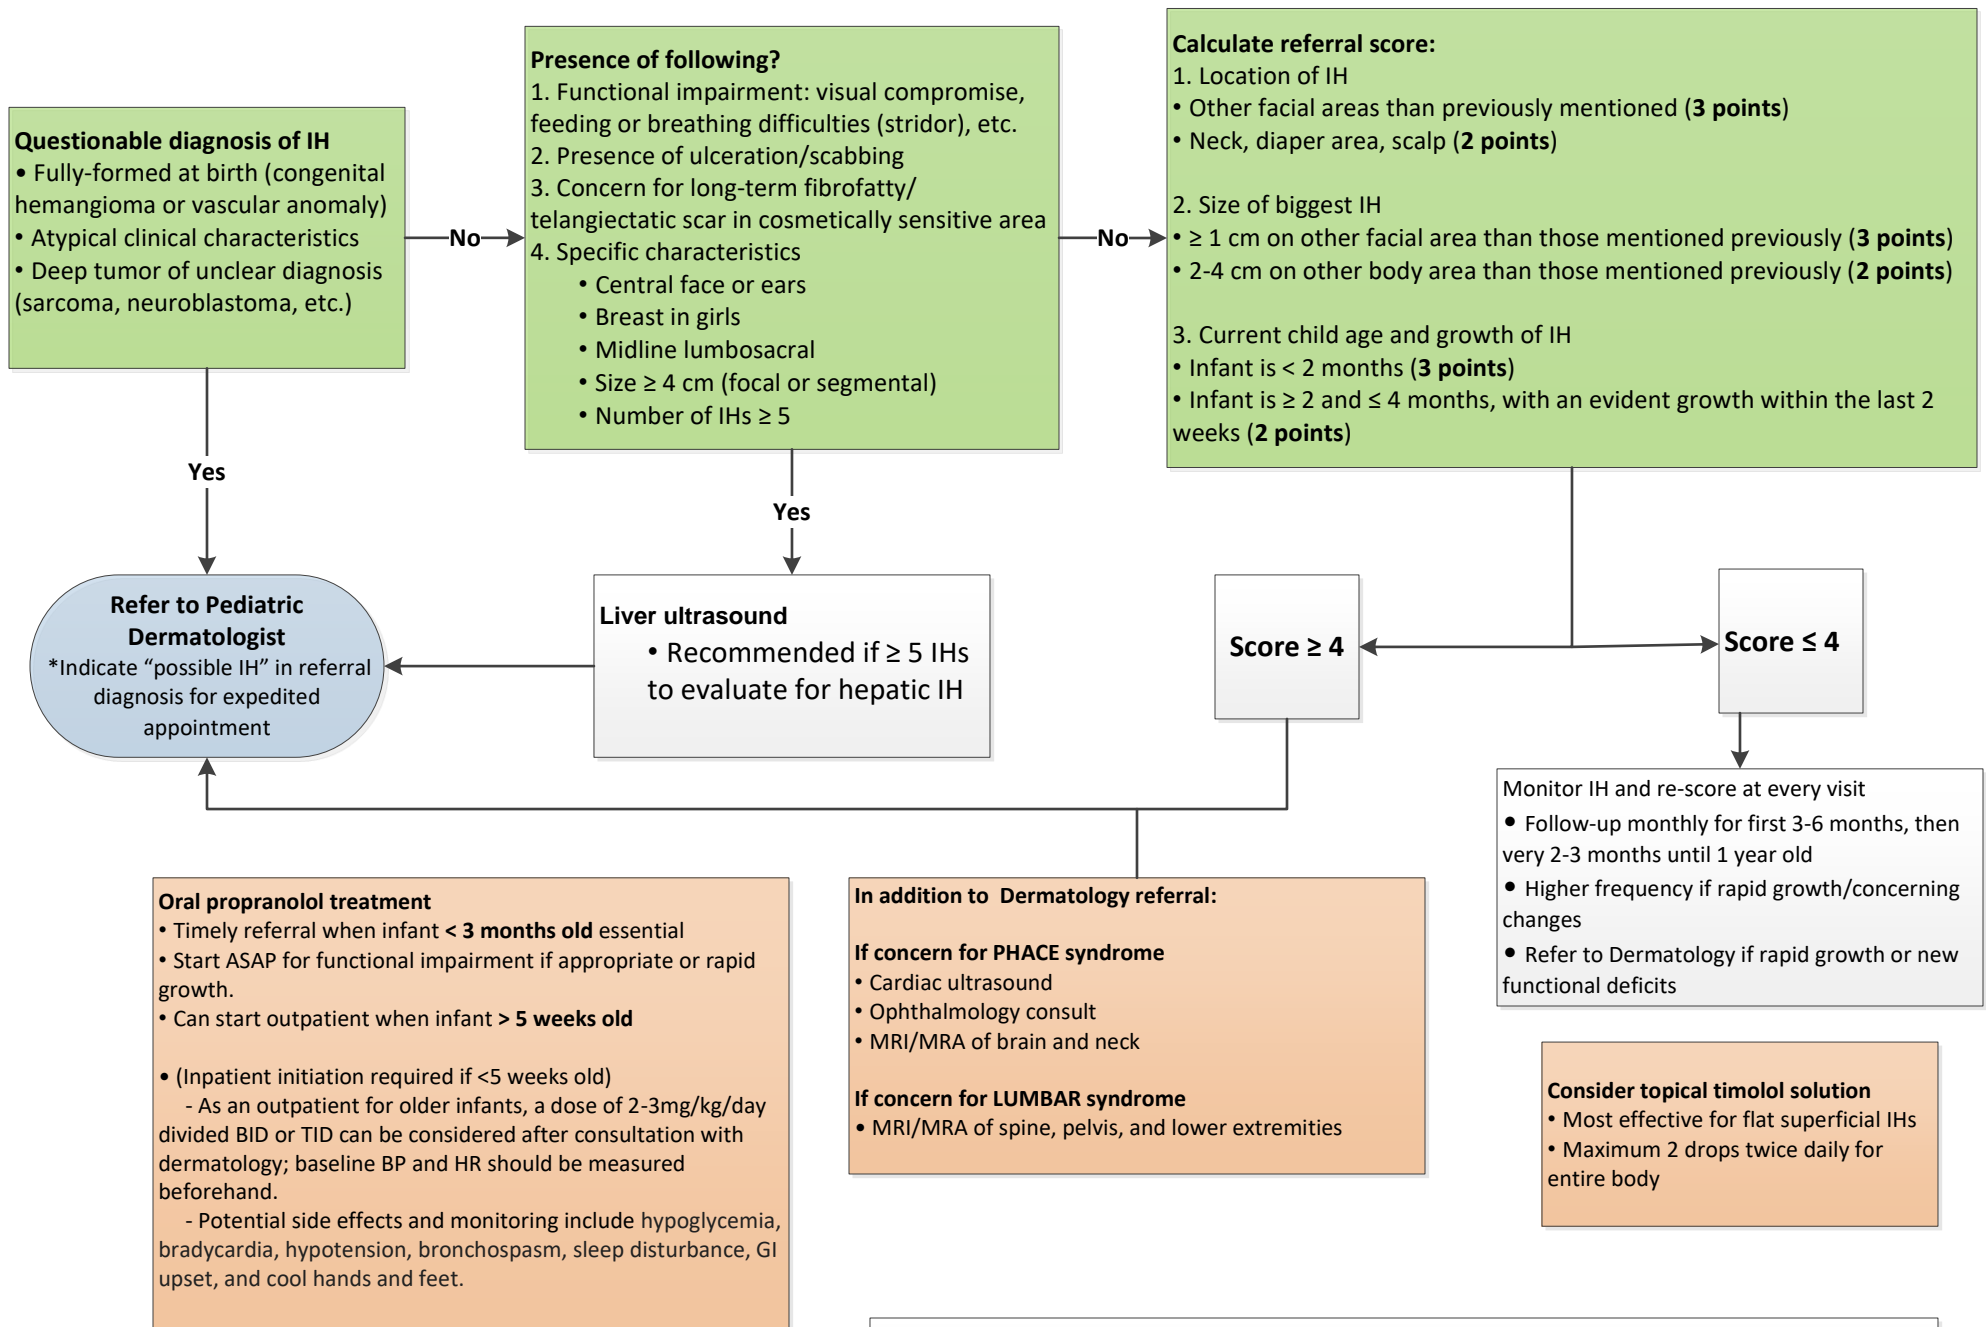 Questionable diagnosis of IH
• Fully-formed at birth (congenital
hemangioma or vascular anomaly)
• Atypical clinical characteristics
• Deep tumor of unclear diagnosis
(sarcoma, neuroblastoma, etc.)
No
Yes
Presence of following?
1. Functional impairment: visual compromise,
feeding or breathing difficulties (stridor), etc.
2. Presence of ulceration/scabbing
3. Concern for long-term fibrofatty/
telangiectatic scar in cosmetically sensitive area
4. Specific characteristics
• Central face or ears
• Breast in girls
• Midline lumbosacral
• Size ≥ 4 cm (focal or segmental)
• Number of IHs ≥ 5
No
Yes
Calculate referral score:
1. Location of IH
• Other facial areas than previously mentioned (3 points)
• Neck, diaper area, scalp (2 points)
2. Size of biggest IH
• ≥ 1 cm on other facial area than those mentioned previously (3 points)
• 2-4 cm on other body area than those mentioned previously (2 points)
3. Current child age and growth of IH
• Infant is < 2 months (3 points)
• Infant is ≥ 2 and ≤ 4 months, with an evident growth within the last 2
weeks (2 points)
Refer to Pediatric
Dermatologist
*Indicate “possible IH” in referral
diagnosis for expedited
appointment
Liver ultrasound
• Recommended if ≥ 5 IHs
to evaluate for hepatic IH
Score ≥ 4
Score ≤ 4
Monitor IH and re-score at every visit
• Follow-up monthly for first 3-6 months, then
very 2-3 months until 1 year old
• Higher frequency if rapid growth/concerning
changes
• Refer to Dermatology if rapid growth or new
functional deficits
Oral propranolol treatment
• Timely referral when infant < 3 months old essential
• Start ASAP for functional impairment if appropriate or rapid
growth.
• Can start outpatient when infant > 5 weeks old
• (Inpatient initiation required if <5 weeks old)
- As an outpatient for older infants, a dose of 2-3mg/kg/day
divided BID or TID can be considered after consultation with
dermatology; baseline BP and HR should be measured
beforehand.
- Potential side effects and monitoring include hypoglycemia,
bradycardia, hypotension, bronchospasm, sleep disturbance, GI
upset, and cool hands and feet.
In addition to Dermatology referral:
If concern for PHACE syndrome
• Cardiac ultrasound
• Ophthalmology consult
• MRI/MRA of brain and neck
If concern for LUMBAR syndrome
• MRI/MRA of spine, pelvis, and lower extremities
Consider topical timolol solution
• Most effective for flat superficial IHs
• Maximum 2 drops twice daily for
entire body